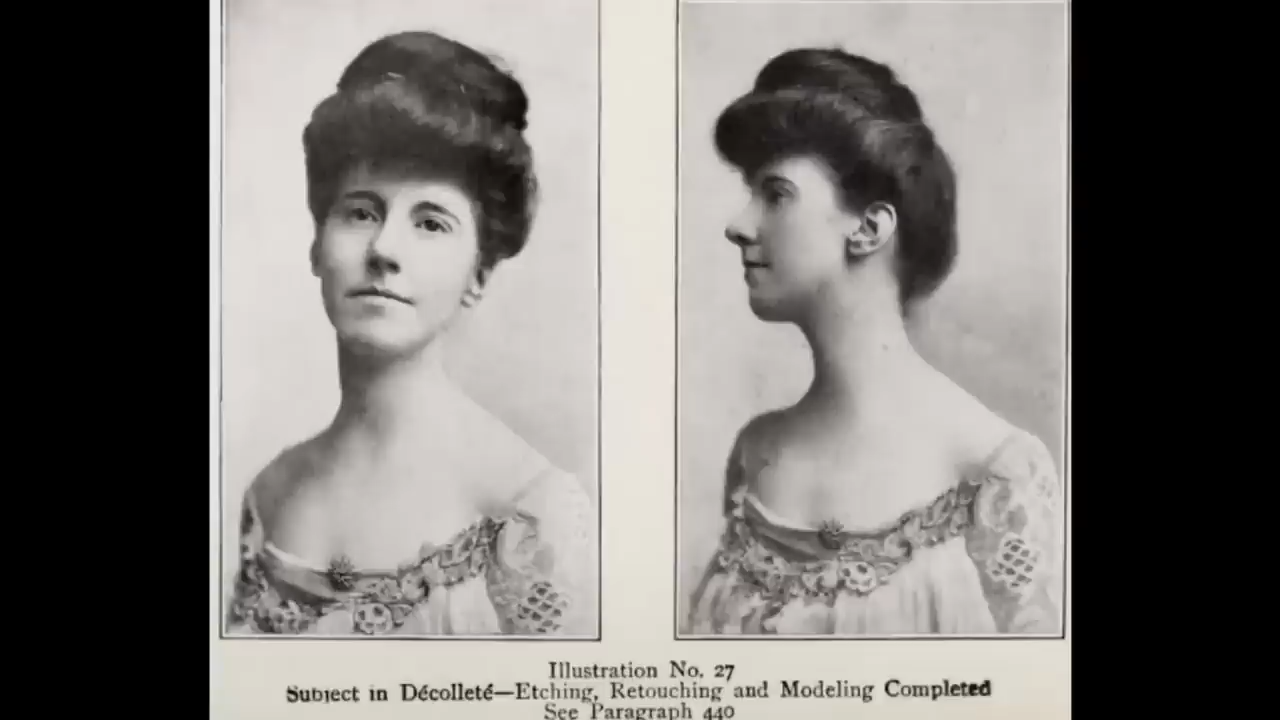 Illustration No. 27
Subject in Décolleté—Etching, Retouching and Modeling Completed
See Paragraph 440